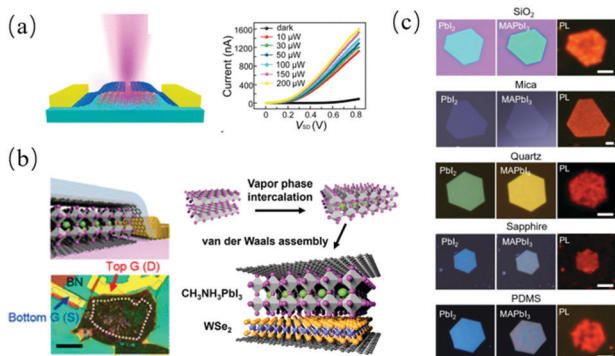 (a)
Current (nA)
1600
1400
1200
1000
800
600
400
200
0
dark
10 μW
30 μW
50 μW
100 μW
150 μW
200 μW
0 0.2 0.4 0.6 0.8
VSD (V)
(b)
BN
Top G (D)
Bottom G (S)
Vapor phase
intercalation
van der Waals assembly
CH3NH3PbI3
WSe2
(c)
SiO2
PbI2 MAPbI3 PL
Mica
PbI2 MAPbI3 PL
Quartz
PbI2 MAPbI3 PL
Sapphire
PbI2 MAPbI3 PL
PDMS
PbI2 MAPbI3 PL